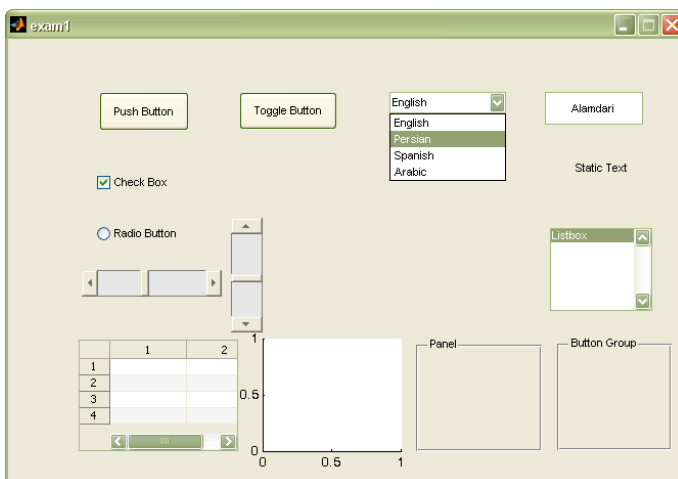 exam1
Push Button
Toggle Button
English
Alamdari
English
Persian
Spanish
Arabic
Static Text
Check Box
Radio Button
Listbox
1 2
1
2
3
4
1
0.5
0
0 0.5 1
Panel
Button Group